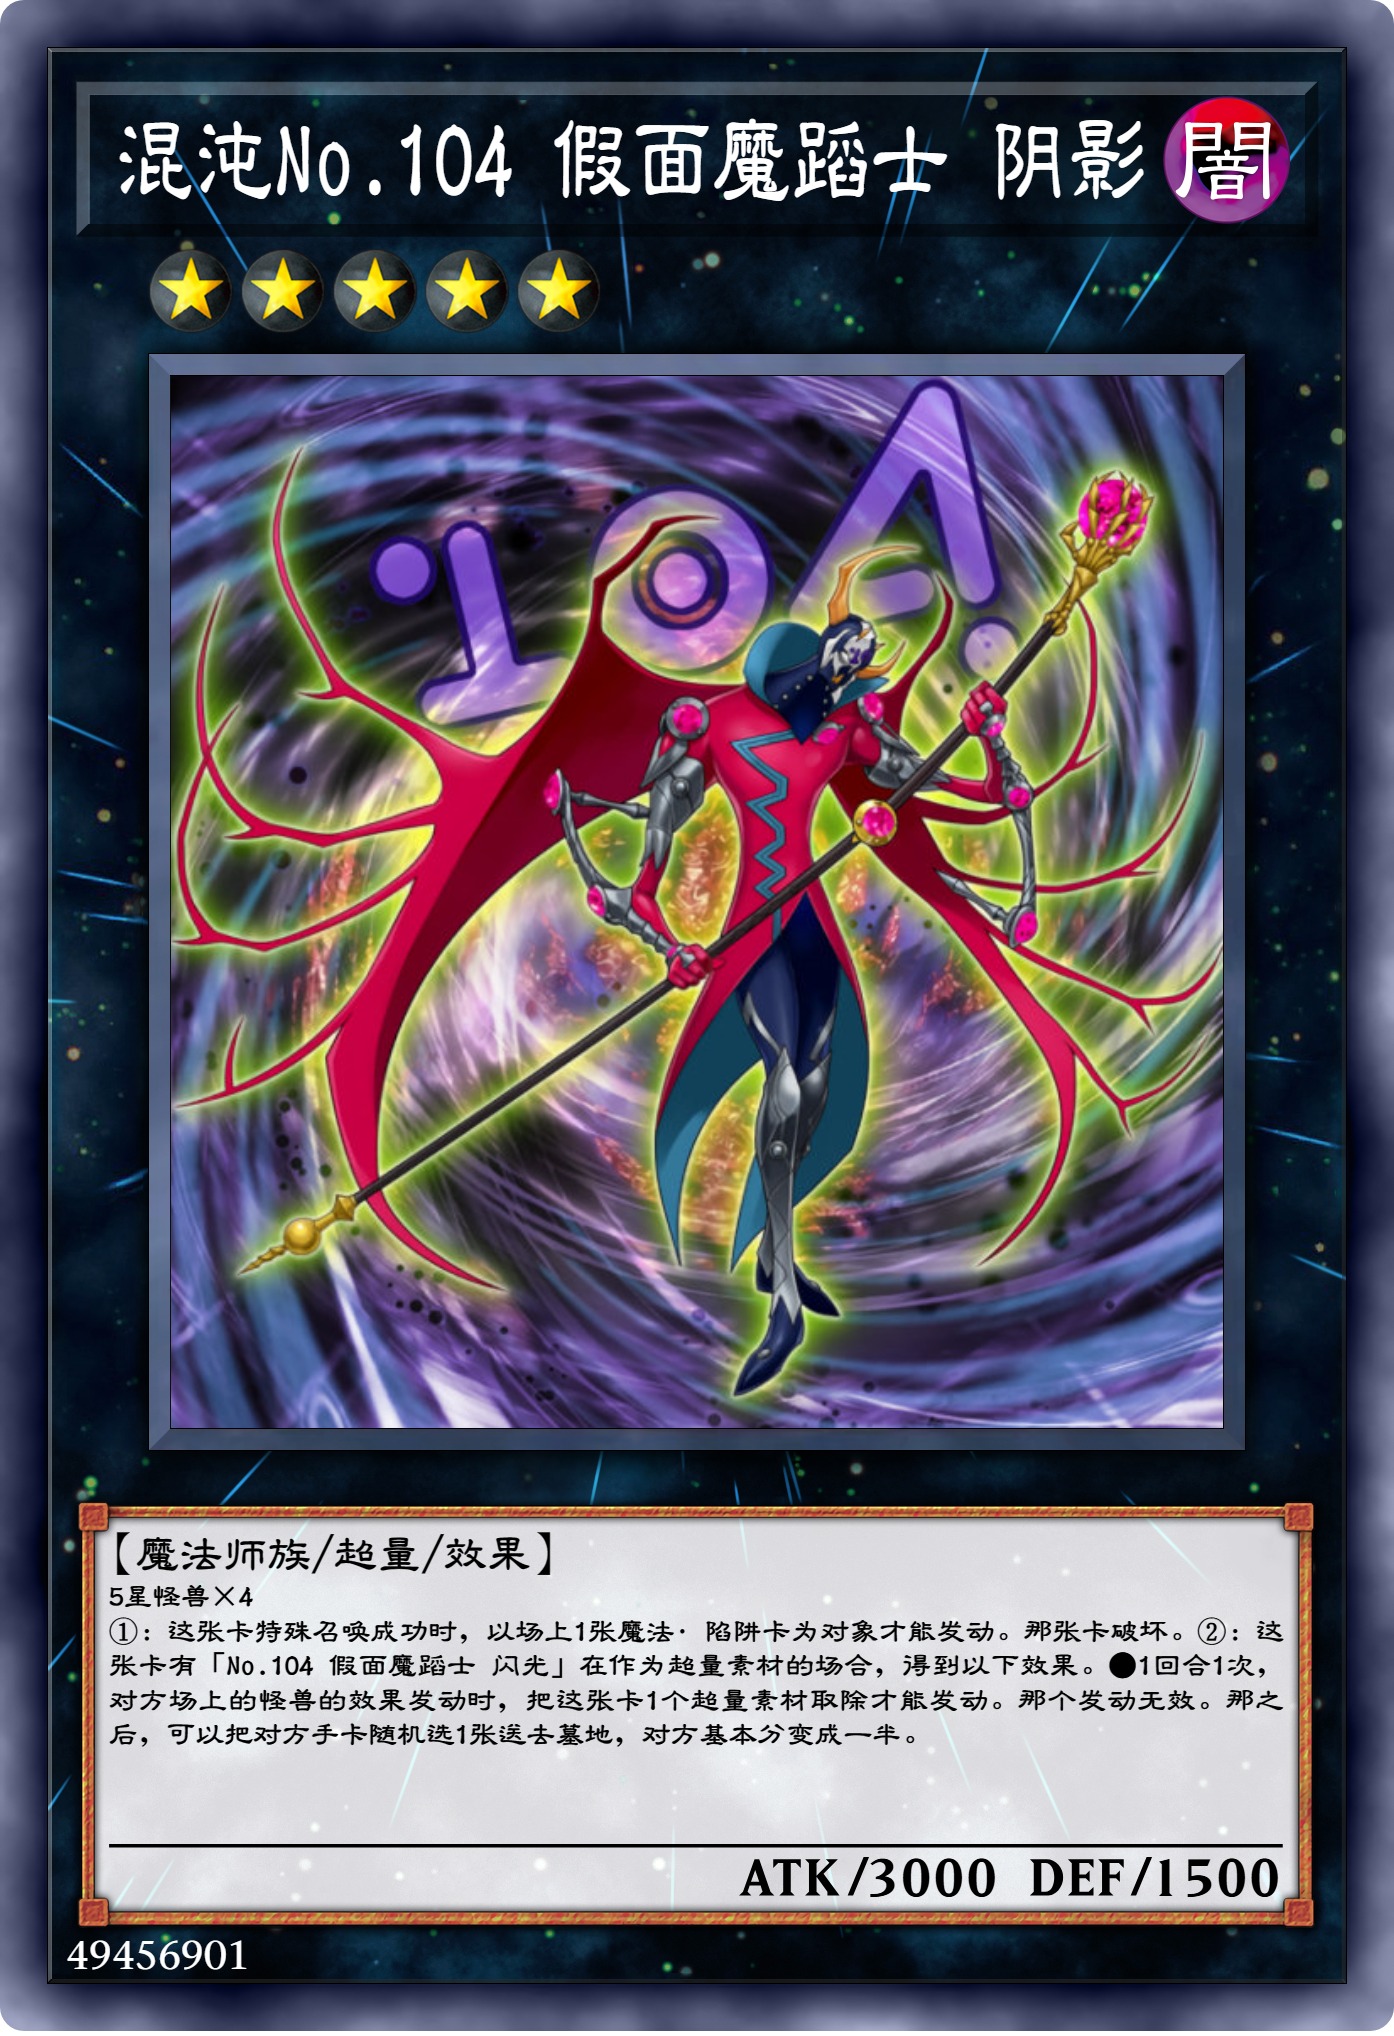 混沌No.104 假面魔蹈士 阴影 闇
104
【魔法师族/超量/效果】
5星怪兽×4
①：这张卡特殊召唤成功时，以场上1张魔法·陷阱卡为对象才能发动。那张卡破坏。②：这
张卡有「No.104 假面魔蹈士 闪光」在作为超量素材的场合，得到以下效果。●1回合1次，
对方场上的怪兽的效果发动时，把这张卡1个超量素材取除才能发动。那个发动无效。那之
后，可以把对方手卡随机选1张送去墓地，对方基本分变成一半。
ATK/3000 DEF/1500
49456901